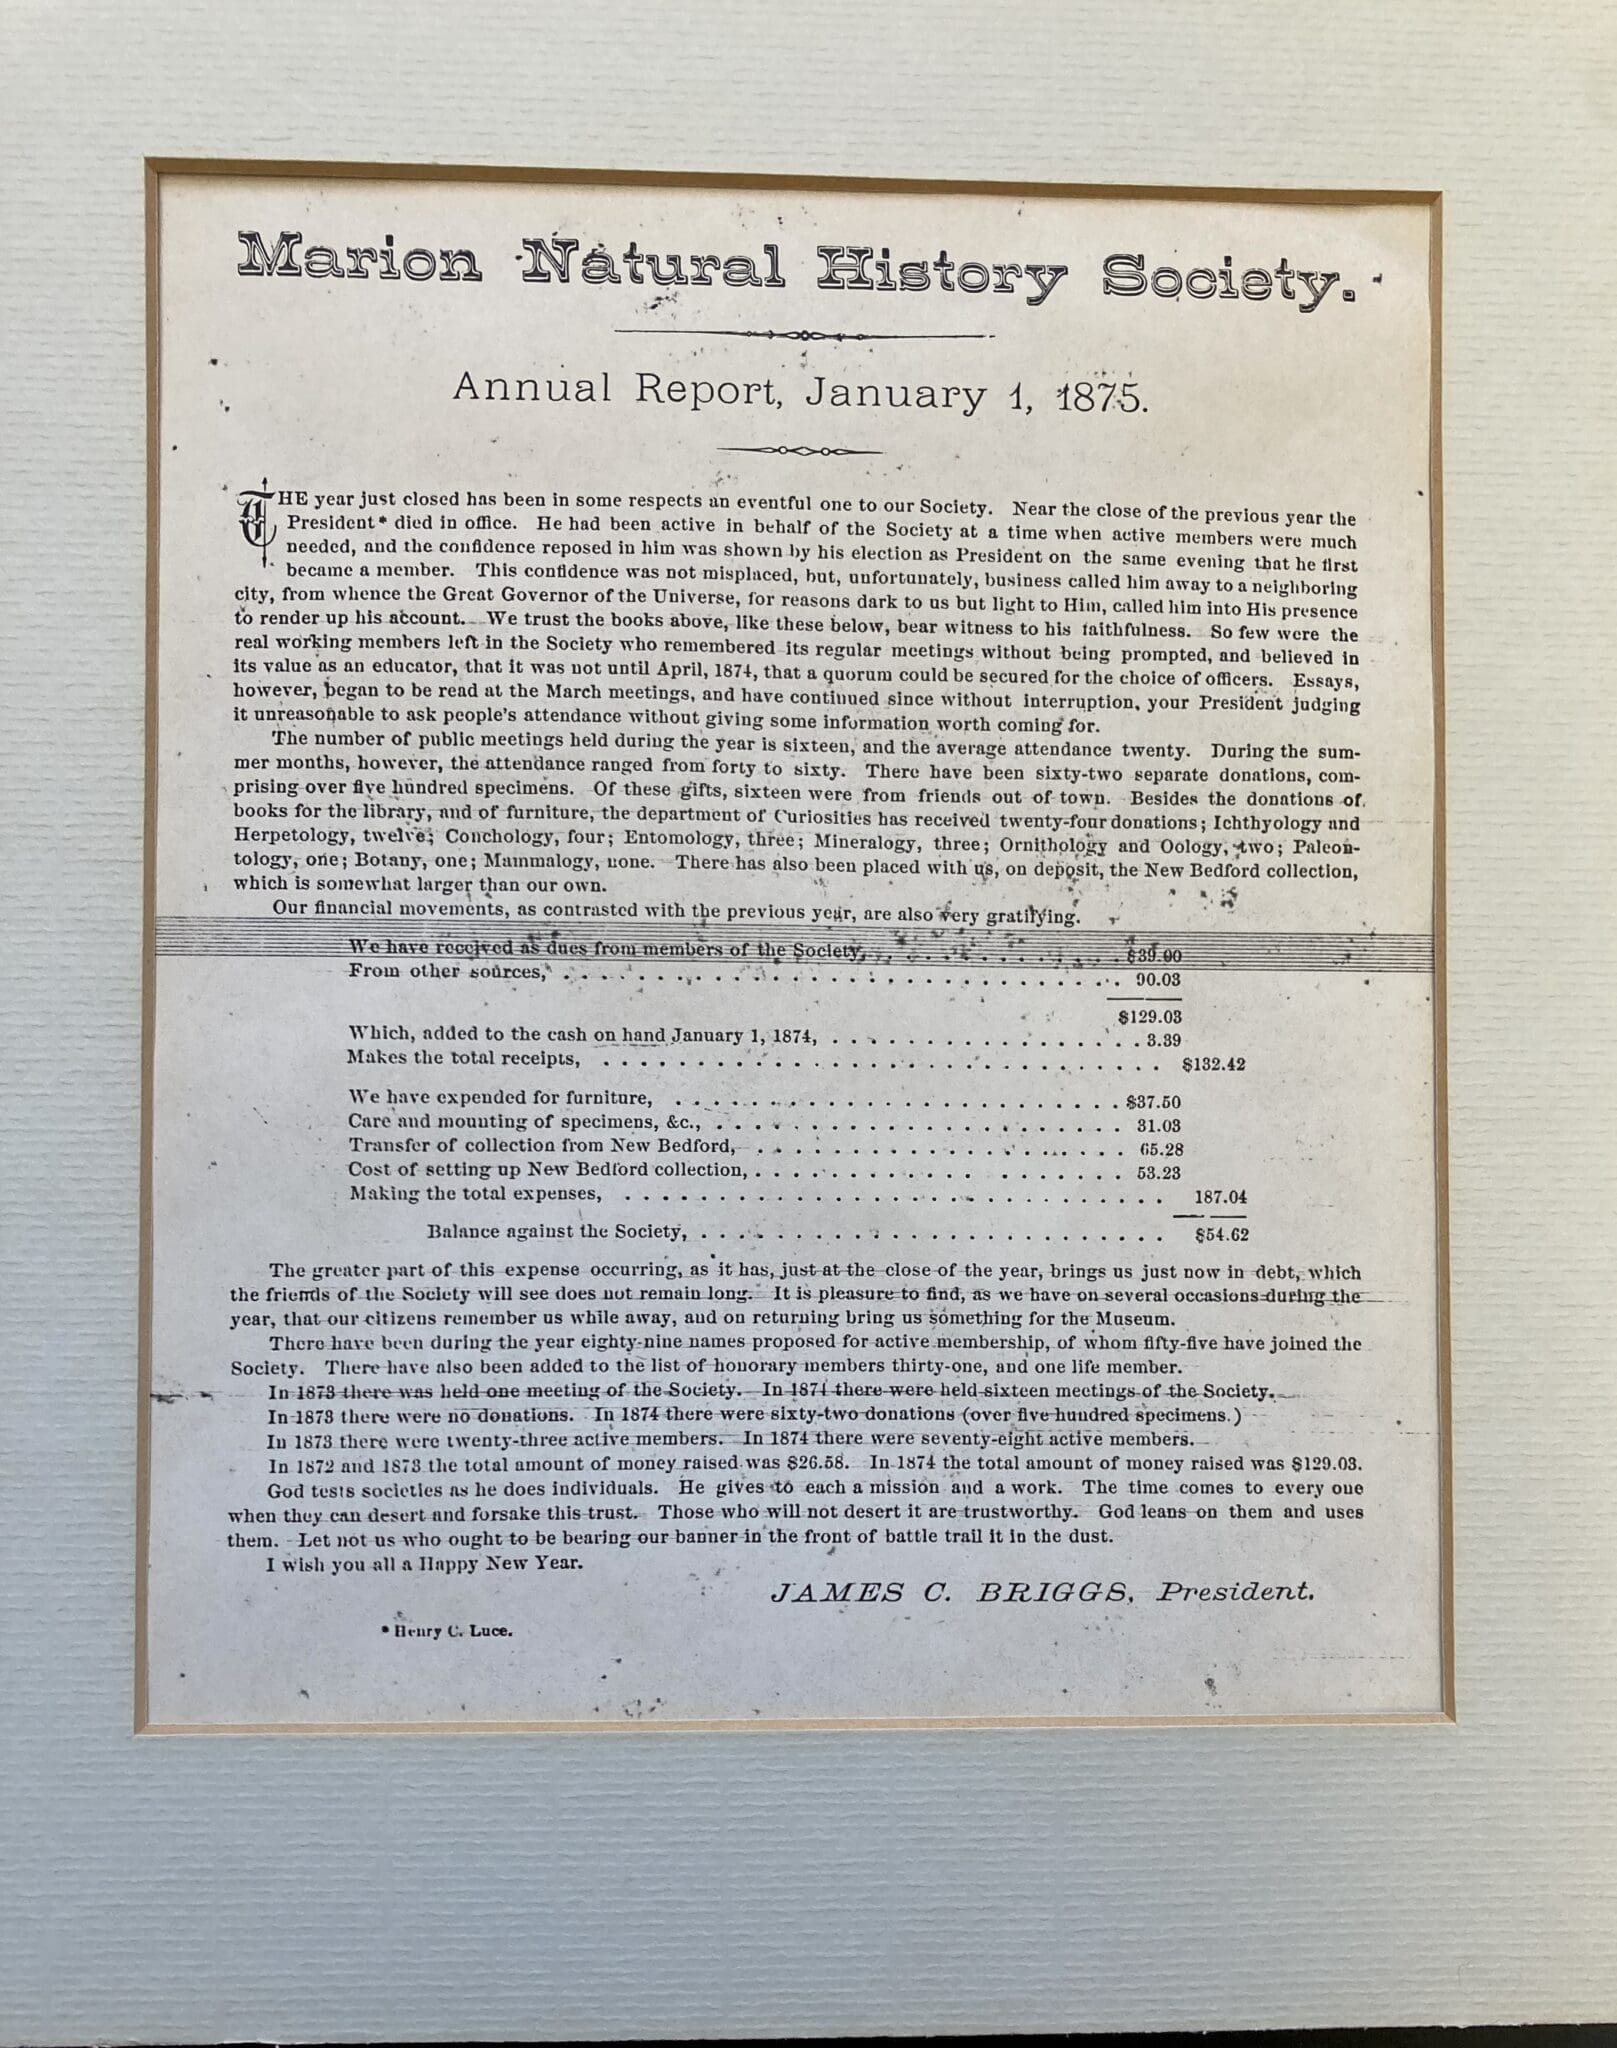 Marion Natural History Society.
Annual Report, January 1, 1875.
THE year just closed has been in some respects an eventful one to our Society. Near the close of the previous year the
President* died in office. He had been active in behalf of the Society at a time when active members were much
needed, and the confidence reposed in him was shown by his election as President on the same evening that he first
became a member. This confidence was not misplaced, but, unfortunately, business called him away to a neighboring
city, from whence the Great Governor of the Universe, for reasons dark to us but light to Him, called him into His presence
to render up his account. We trust the books above, like these below, bear witness to his faithfulness. So few were the
real working members left in the Society who remembered its regular meetings without being prompted, and believed in
its value as an educator, that it was not until April, 1874, that a quorum could be secured for the choice of officers. Essays,
however, began to be read at the March meetings, and have continued since without interruption, your President judging
it unreasonable to ask people's attendance without giving some information worth coming for.
The number of public meetings held during the year is sixteen, and the average attendance twenty. During the sum-
mer months, however, the attendance ranged from forty to sixty. There have been sixty-two separate donations, com-
prising over five hundred specimens. Of these gifts, sixteen were from friends out of town. Besides the donations of
books for the library, and of furniture, the department of Curiosities has received twenty-four donations; Ichthyology and
Herpetology, twelve; Conchology, four; Entomology, three; Mineralogy, three; Ornithology and Oology, two; Paleon-
tology, one; Botany, one; Mammalogy, none. There has also been placed with us, on deposit, the New Bedford collection,
which is somewhat larger than our own.
Our financial movements, as contrasted with the previous year, are also very gratifying.
We have received as dues from members of the Society, . . . . . . . . . $39.00
From other sources, . . . . . . . . . . . . . . . . . . . . . . 90.03
$129.03
Which, added to the cash on hand January 1, 1874, . . . . . . . . . . . . . . 3.39
Makes the total receipts, . . . . . . . . . . . . . . . . . . . . . . $132.42
We have expended for furniture, . . . . . . . . . . . . . . . . . . . $37.50
Care and mounting of specimens, &c., . . . . . . . . . . . . . . . . . 31.03
Transfer of collection from New Bedford, . . . . . . . . . . . . . . . . 65.28
Cost of setting up New Bedford collection, . . . . . . . . . . . . . . . 53.23
Making the total expenses, . . . . . . . . . . . . . . . . . . . . . 187.04
Balance against the Society, . . . . . . . . . . . . . . . . . . . $54.62
The greater part of this expense occurring, as it has, just at the close of the year, brings us just now in debt, which
the friends of the Society will see does not remain long. It is pleasure to find, as we have on several occasions during the
year, that our citizens remember us while away, and on returning bring us something for the Museum.
There have been during the year eighty-nine names proposed for active membership, of whom fifty-five have joined the
Society. There have also been added to the list of honorary members thirty-one, and one life member.
In 1873 there was held one meeting of the Society. In 1874 there were held sixteen meetings of the Society.
In 1873 there were no donations. In 1874 there were sixty-two donations (over five hundred specimens.)
In 1873 there were twenty-three active members. In 1874 there were seventy-eight active members.
In 1872 and 1873 the total amount of money raised was $26.58. In 1874 the total amount of money raised was $129.03.
God tests societies as he does individuals. He gives to each a mission and a work. The time comes to every one
when they can desert and forsake this trust. Those who will not desert it are trustworthy. God leans on them and uses
them. Let not us who ought to be bearing our banner in the front of battle trail it in the dust.
I wish you all a Happy New Year.
JAMES C. BRIGGS, President.
* Henry C. Luce.